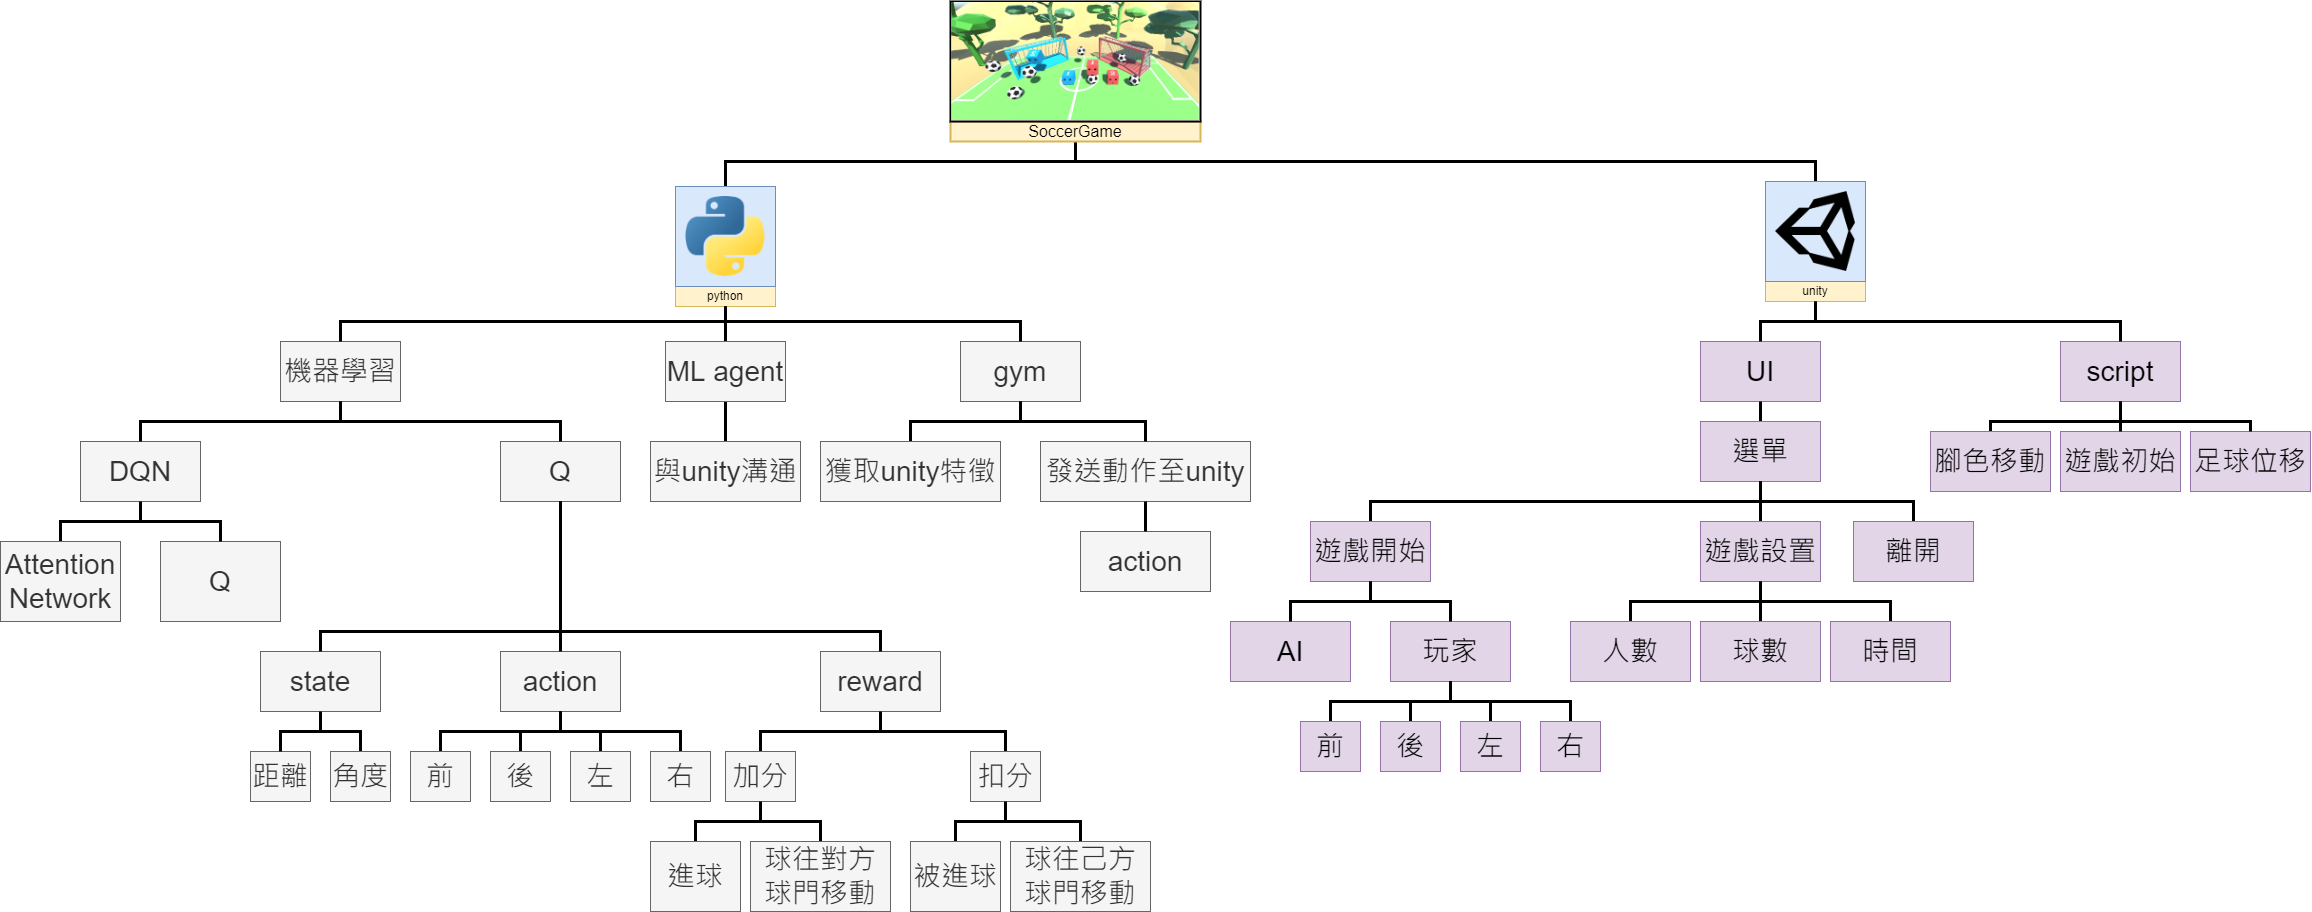 SoccerGame
python
unity
機器學習
ML agent
gym
UI
script
DQN
Q
與unity溝通
獲取unity特徵
發送動作至unity
選單
腳色移動
遊戲初始
足球位移
Attention
Network
Q
action
遊戲開始
遊戲設置
離開
state
action
reward
AI
玩家
人數
球數
時間
距離
角度
前
後
左
右
加分
扣分
前
後
左
右
進球
球往對方
球門移動
被進球
球往己方
球門移動